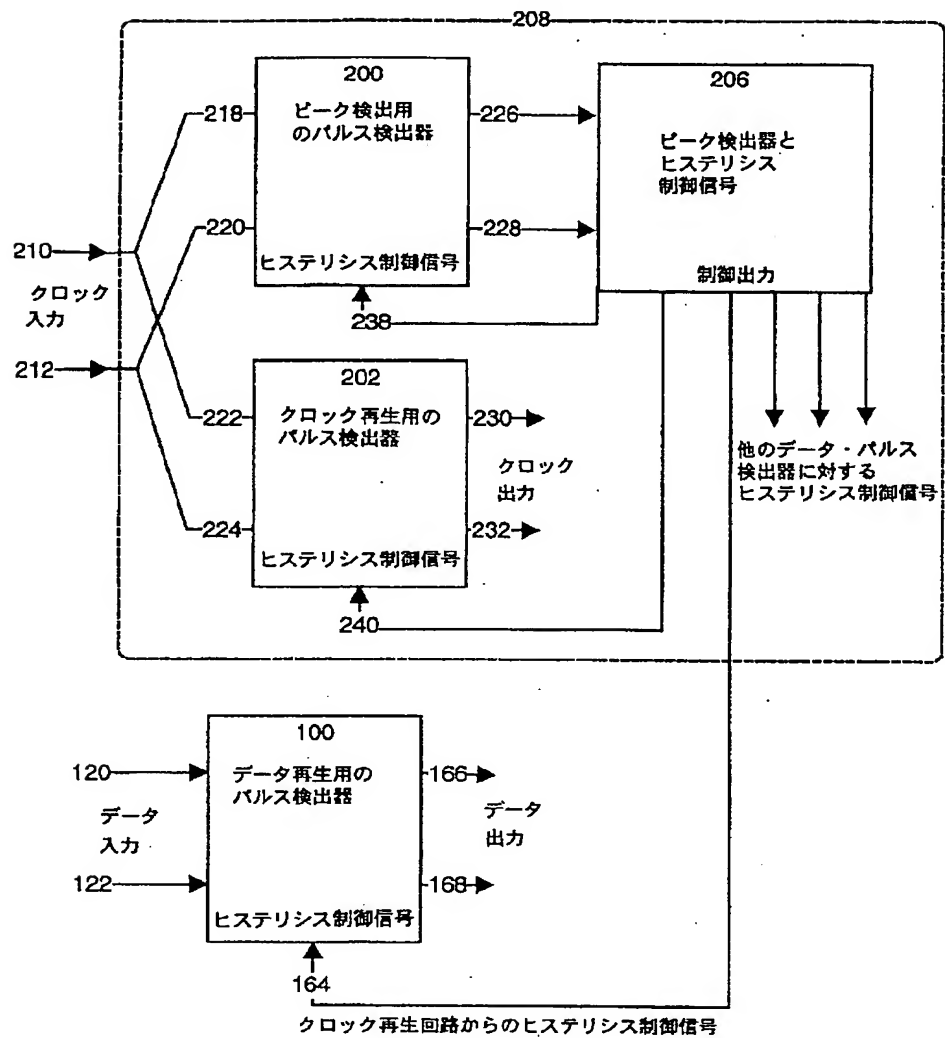 208
200
ピーク検出用
のパルス検出器
218
220
226
228
ヒステリシス制御信号
238
206
ピーク検出器と
ヒステリシス
制御信号
制御出力
210
クロック
入力
212
202
クロック再生用の
パルス検出器
222
224
230
クロック
出力
232
ヒステリシス制御信号
240
他のデータ・パルス
検出器に対する
ヒステリシス制御信号
100
データ再生用の
パルス検出器
120
データ
入力
122
166
データ
出力
168
ヒステリシス制御信号
164
クロック再生回路からのヒステリシス制御信号